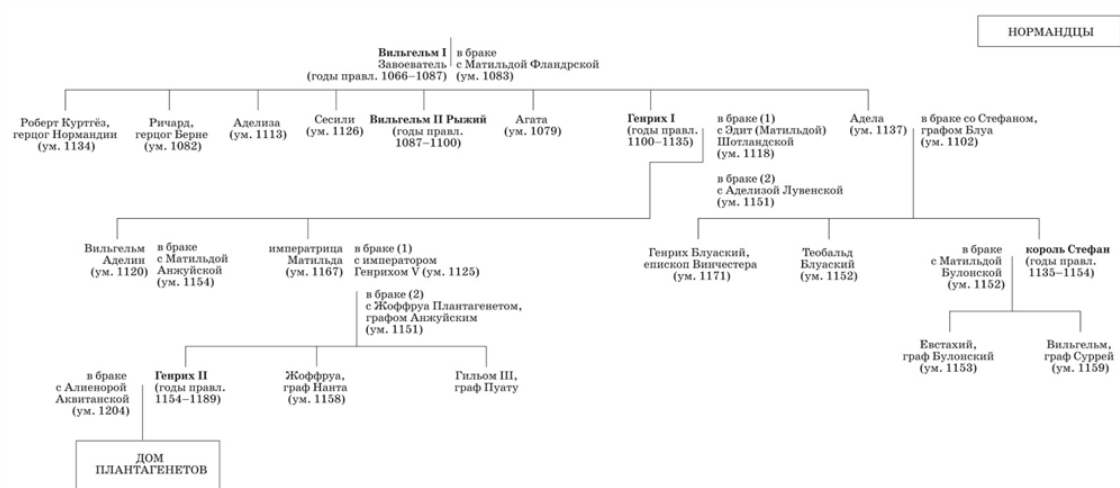 НОРМАНДЦЫ
Вильгельм I
Завоеватель
(годы правл. 1066–1087)
в браке
с Матильдой Фландрской
(ум. 1083)
Роберт Куртгёз,
герцог Нормандии
(ум. 1134)
Ричард,
герцог Берне
(ум. 1082)
Аделиза
(ум. 1113)
Сесили
(ум. 1126)
Вильгельм II Рыжий
(годы правл.
1087–1100)
Агата
(ум. 1079)
Генрих I
(годы правл.
1100–1135)
в браке (1)
с Эдит (Матильдой)
Шотландской
(ум. 1118)
в браке (2)
с Аделизой Лувенской
(ум. 1151)
Адела
(ум. 1137)
в браке со Стефаном,
графом Блуа
(ум. 1102)
Вильгельм
Аделин
(ум. 1120)
в браке
с Матильдой
Анжуйской
(ум. 1154)
императрица
Матильда
(ум. 1167)
в браке (1)
с императором
Генрихом V (ум. 1125)
в браке (2)
с Жоффруа Плантагенетом,
графом Анжуйским
(ум. 1151)
Генрих Блуаский,
епископ Винчестера
(ум. 1171)
Теобальд
Блуаский
(ум. 1152)
в браке
с Матильдой
Булонской
(ум. 1152)
король Стефан
(годы правл.
1135–1154)
Евстахий,
граф Булонский
(ум. 1153)
Вильгельм,
граф Суррей
(ум. 1159)
в браке
с Алиенорой
Аквитанской
(ум. 1204)
Генрих II
(годы правл.
1154–1189)
Жоффруа,
граф Нанта
(ум. 1158)
Гильом III,
граф Пуату
ДОМ
ПЛАНТАГЕНЕТОВ